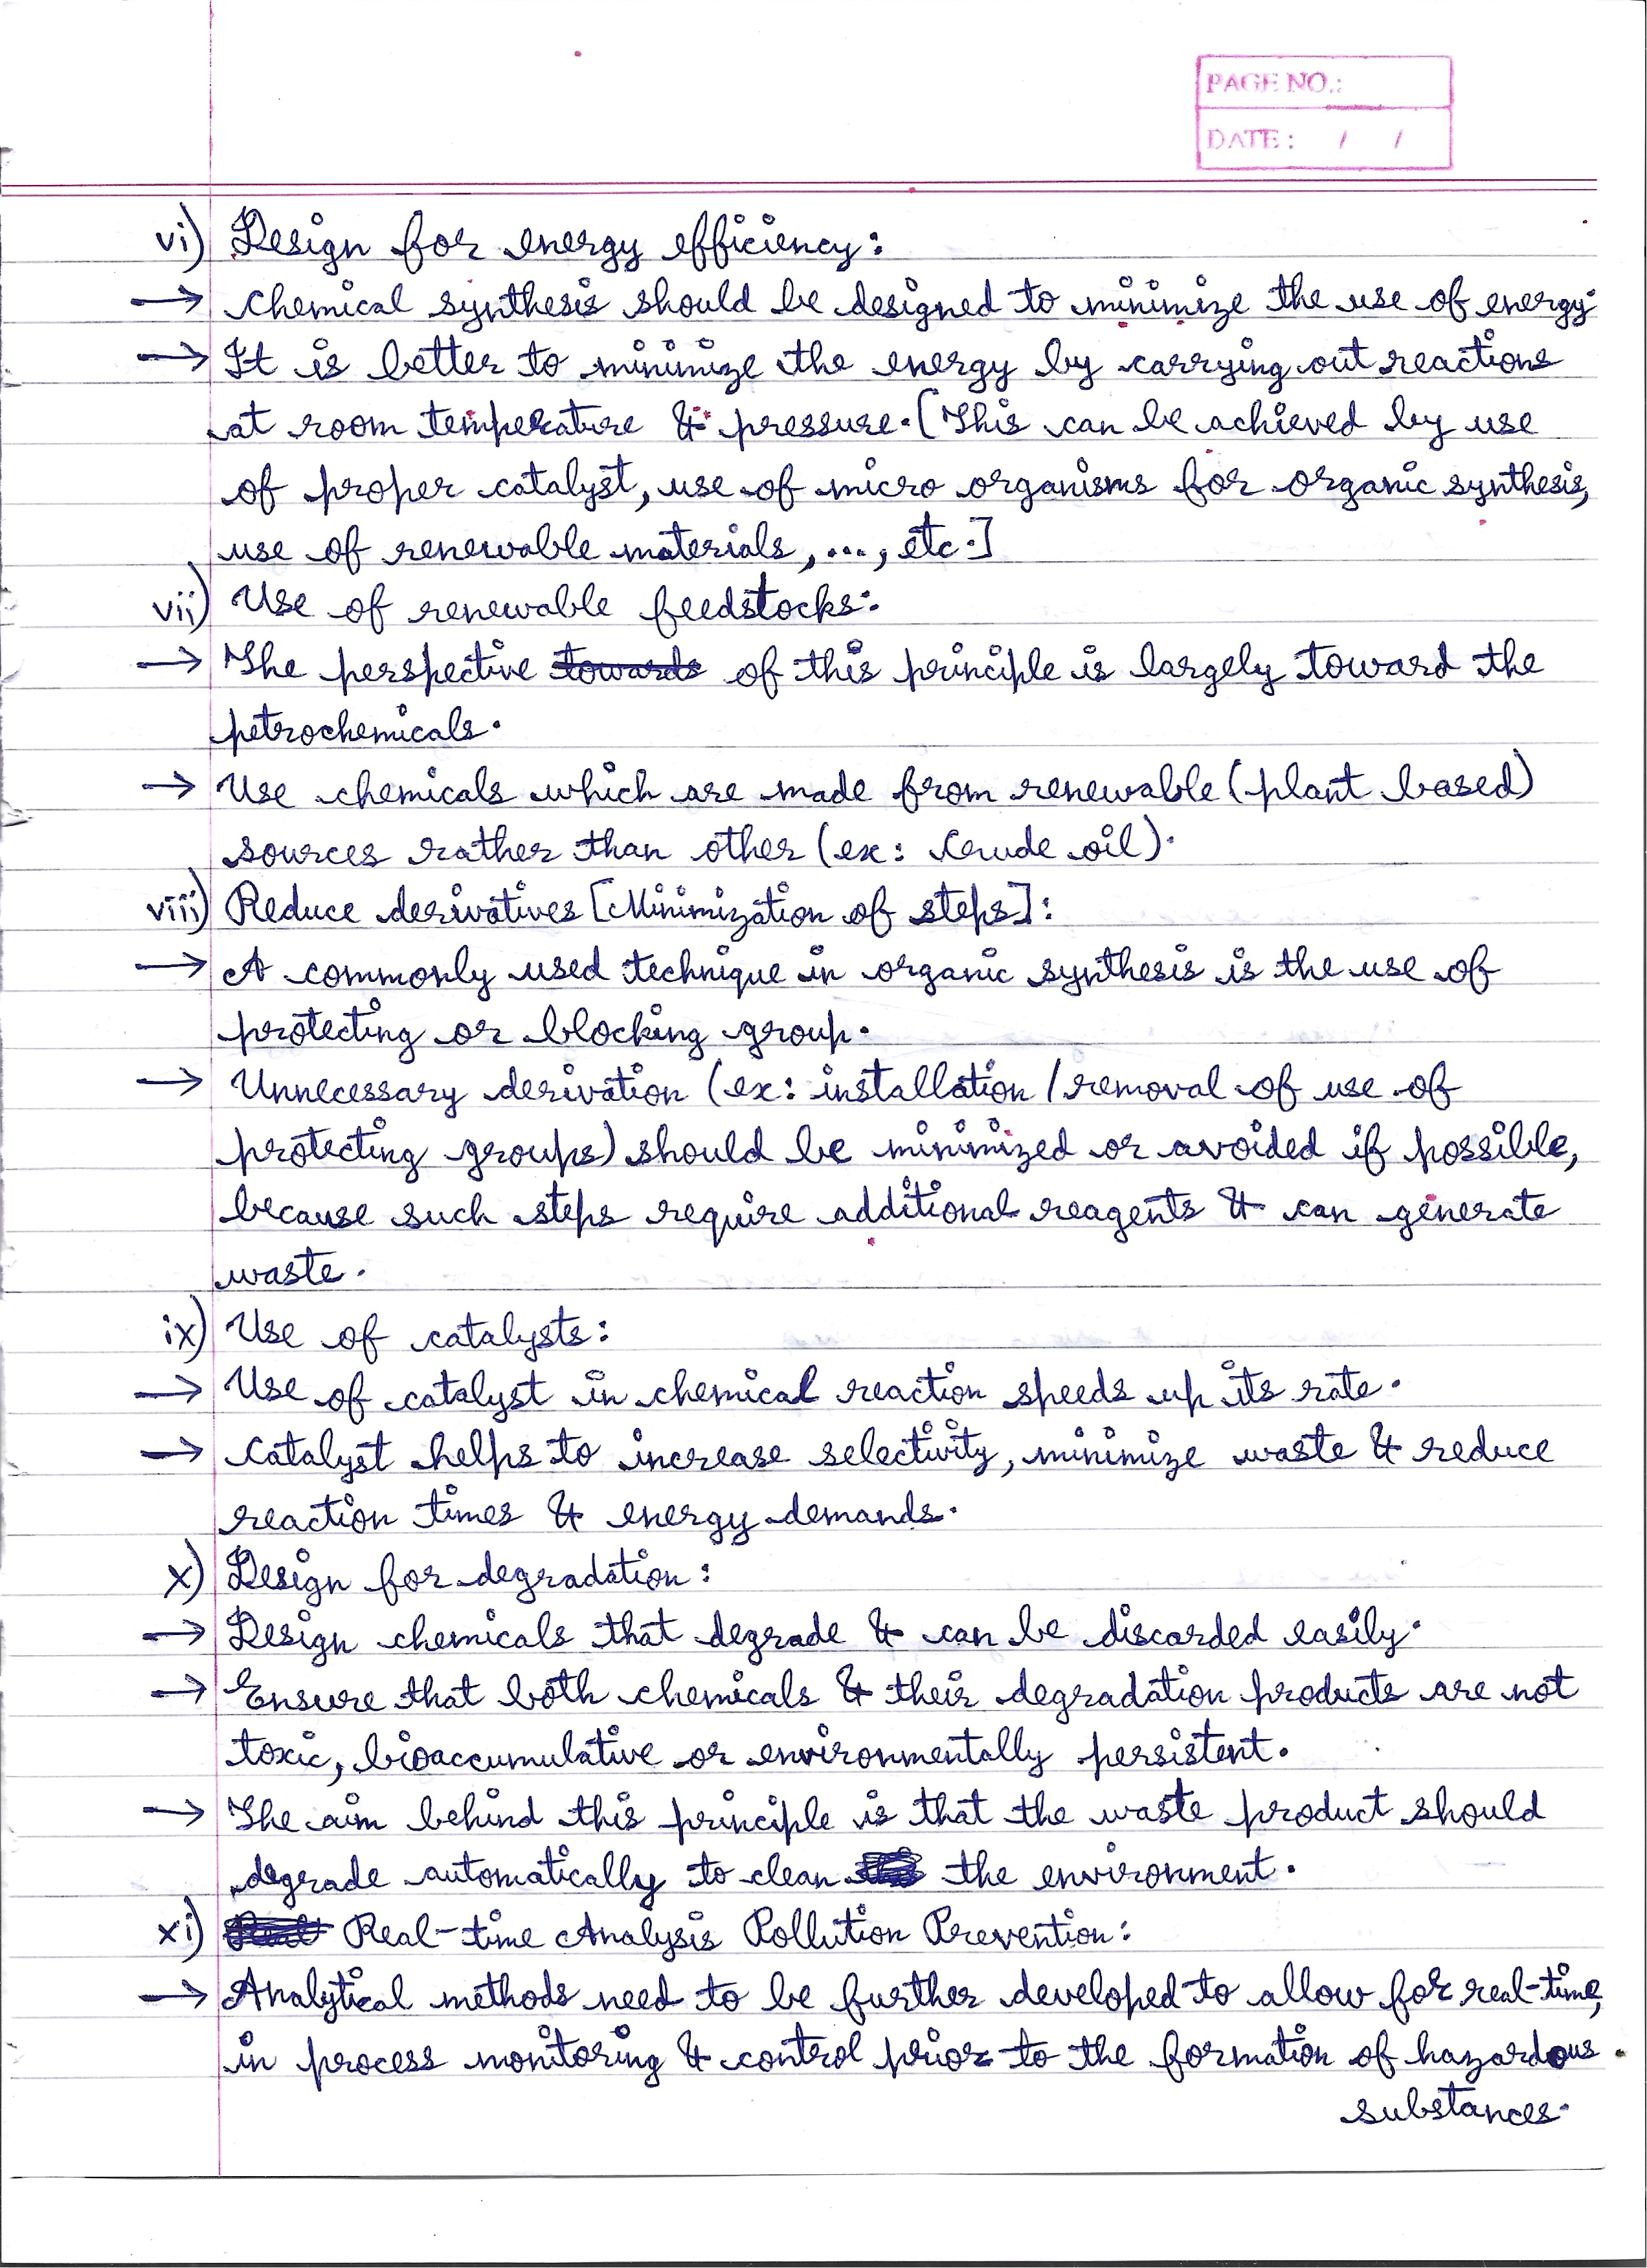 PAGE NO.:
DATE: / /
vi) Design for energy efficiency:
→ Chemical synthesis should be designed to minimize the use of energy.
→ It is better to minimize the energy by carrying out reactions
at room temperature & pressure. [This can be achieved by use
of proper catalyst, use of micro organisms for organic synthesis,
use of renewable materials, ..., etc.]
vii) Use of renewable feedstocks:
→ The perspective towards of this principle is largely toward the
petrochemicals.
→ Use chemicals which are made from renewable (plant based)
sources rather than other (ex: Crude oil).
viii) Reduce derivatives [Minimization of steps]:
→ A commonly used technique in organic synthesis is the use of
protecting or blocking group.
→ Unnecessary derivation (ex: installation / removal of use of
protecting groups) should be minimized or avoided if possible,
because such steps require additional reagents & can generate
waste.
ix) Use of catalysts:
→ Use of catalyst in chemical reaction speeds up its rate.
→ Catalyst helps to increase selectivity, minimize waste & reduce
reaction times & energy demands.
x) Design for degradation:
→ Design chemicals that degrade & can be discarded easily.
→ Ensure that both chemicals & their degradation products are not
toxic, bioaccumulative or environmentally persistent.
→ The aim behind this principle is that the waste product should
degrade automatically to clean the environment.
xi) Real-time Analysis Pollution Prevention:
→ Analytical methods need to be further developed to allow for real-time,
in process monitoring & control prior to the formation of hazardous
substances.